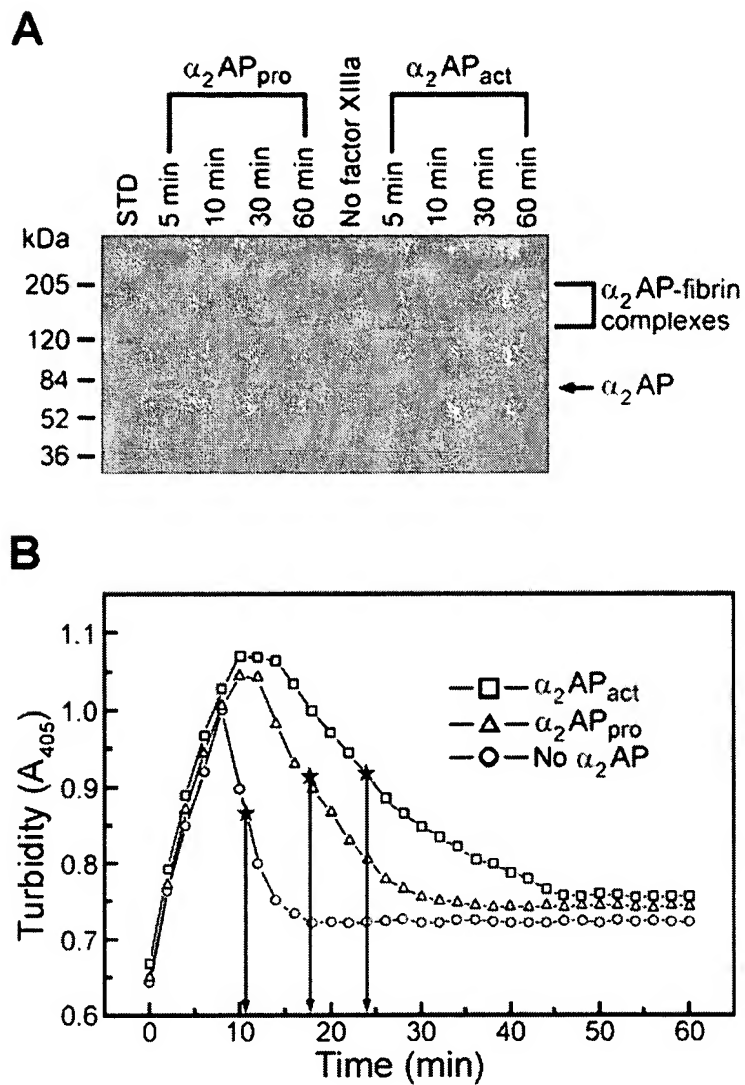 A
α₂APpro
α₂APact
STD
5 min
10 min
30 min
60 min
No factor XIIIa
5 min
10 min
30 min
60 min
kDa
205
120
84
52
36
α₂AP-fibrin
complexes
α₂AP
B
Turbidity (A₄₀₅)
1.1
1.0
0.9
0.8
0.7
0.6
α₂APact
α₂APpro
No α₂AP
0
10
20
30
40
50
60
Time (min)